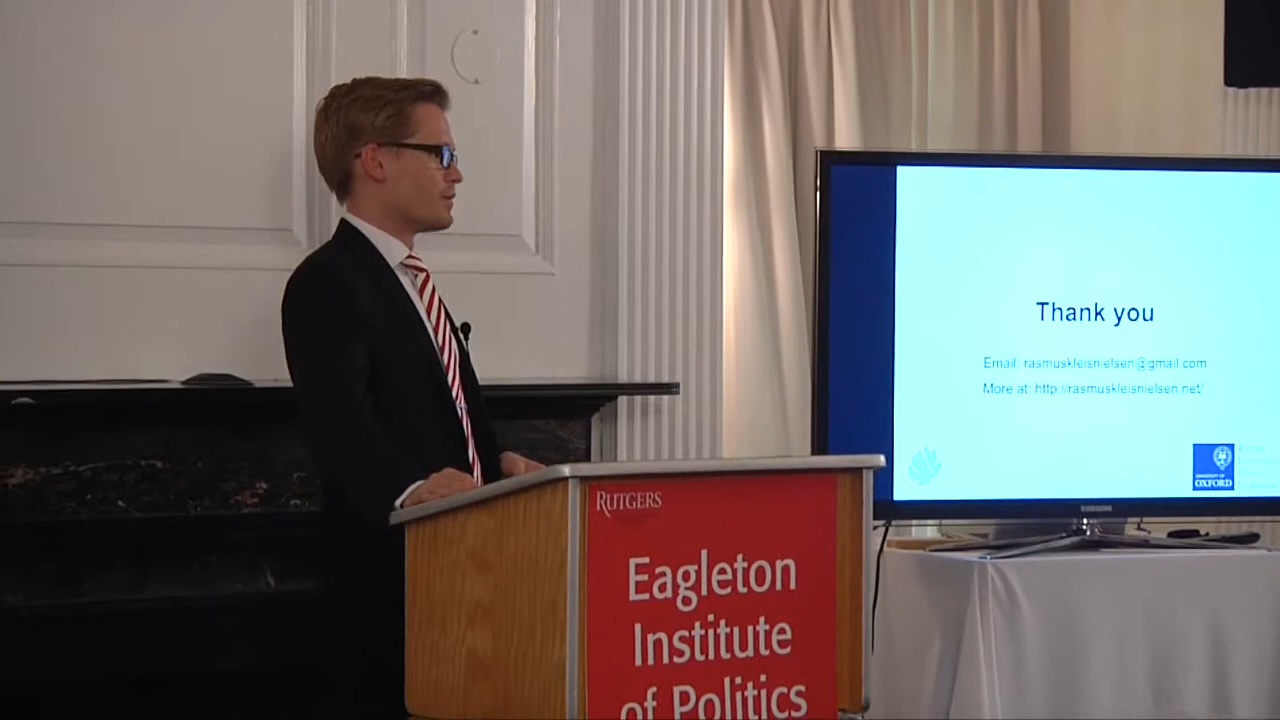 RUTGERS
Eagleton
Institute
of Politics
Thank you
Email: rasmuskleisnielsen@gmail.com
More at: http://rasmuskleisnielsen.net/
UNIVERSITY OF
OXFORD
SAMSUNG